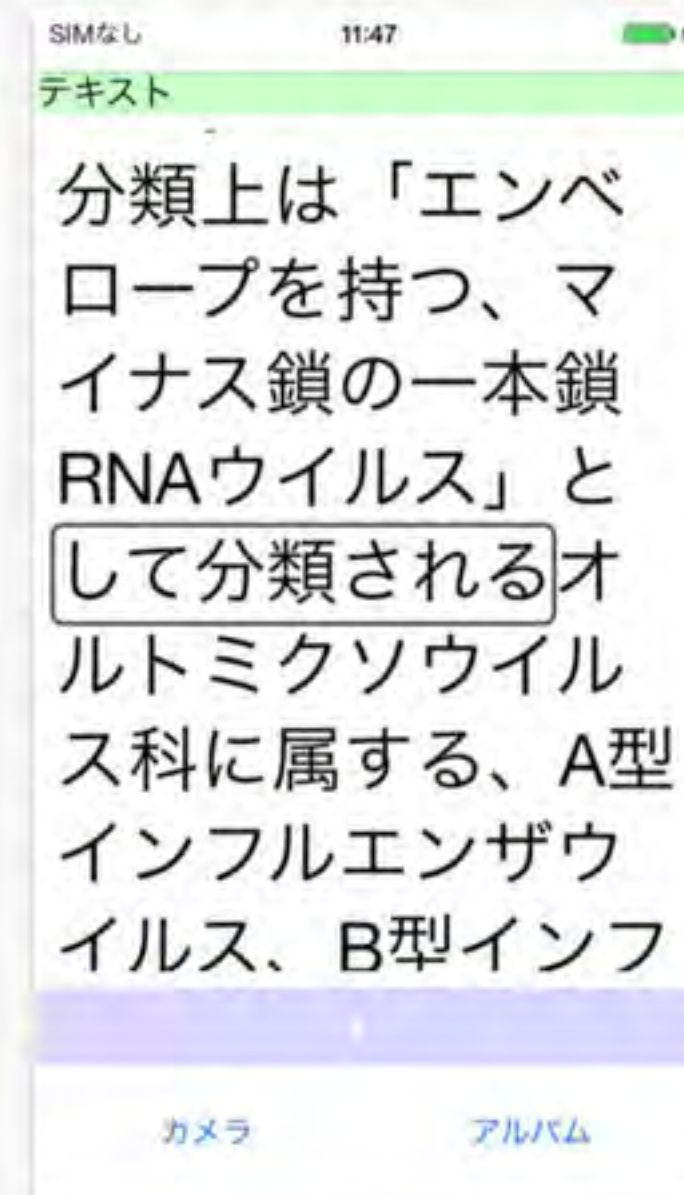 SIMなし 11:47
テキスト
分類上は「エンベ
ロープを持つ、マ
イナス鎖の一本鎖
RNAウイルス」と
して分類されるオ
ルトミクソウイル
ス科に属する、A型
インフルエンザウ
イルス、B型インフ
カメラ アルバム